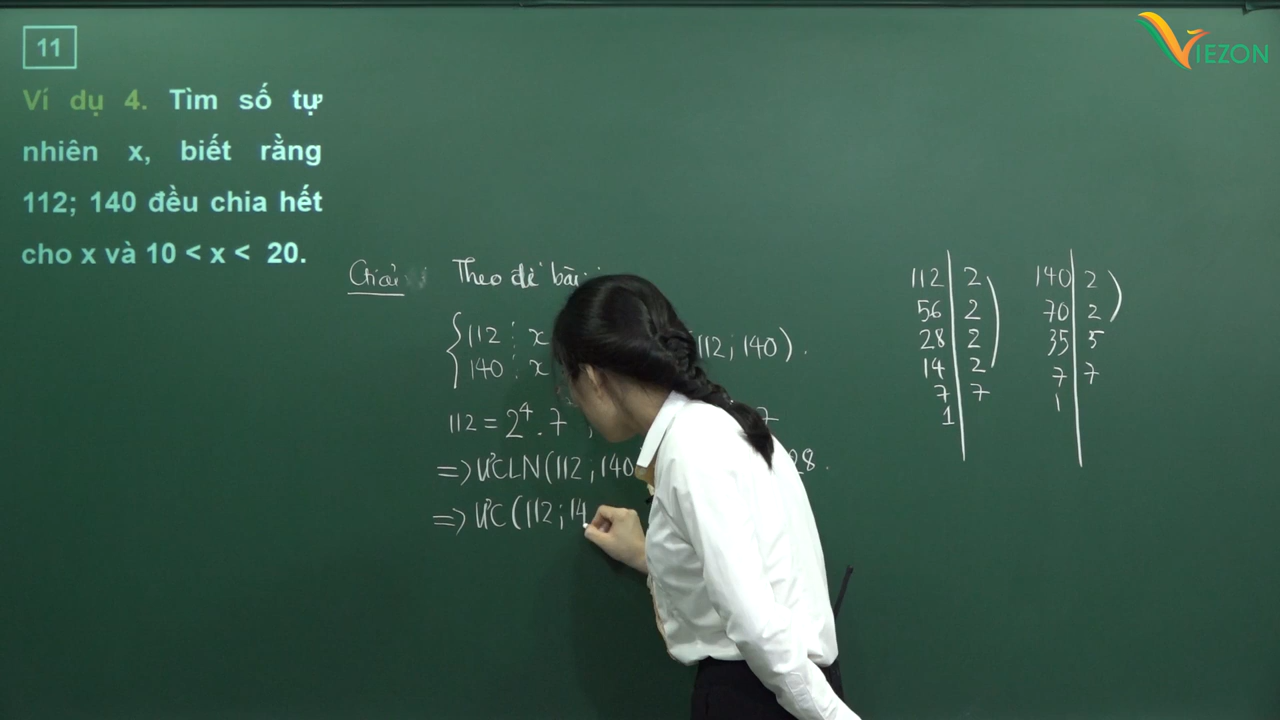 11
VIEZON
Ví dụ 4. Tìm số tự
nhiên x, biết rằng
112; 140 đều chia hết
cho x và 10 < x < 20.
Giải: Theo đề bài:
112 ⋮ x
140 ⋮ x
112; 140).
112 = 2⁴.7
7
=> ƯCLN(112; 140
28.
=> ƯC(112; 14
112 2
56 2
28 2
14 2
7 7
1
140 2
70 2
35 5
7 7
1